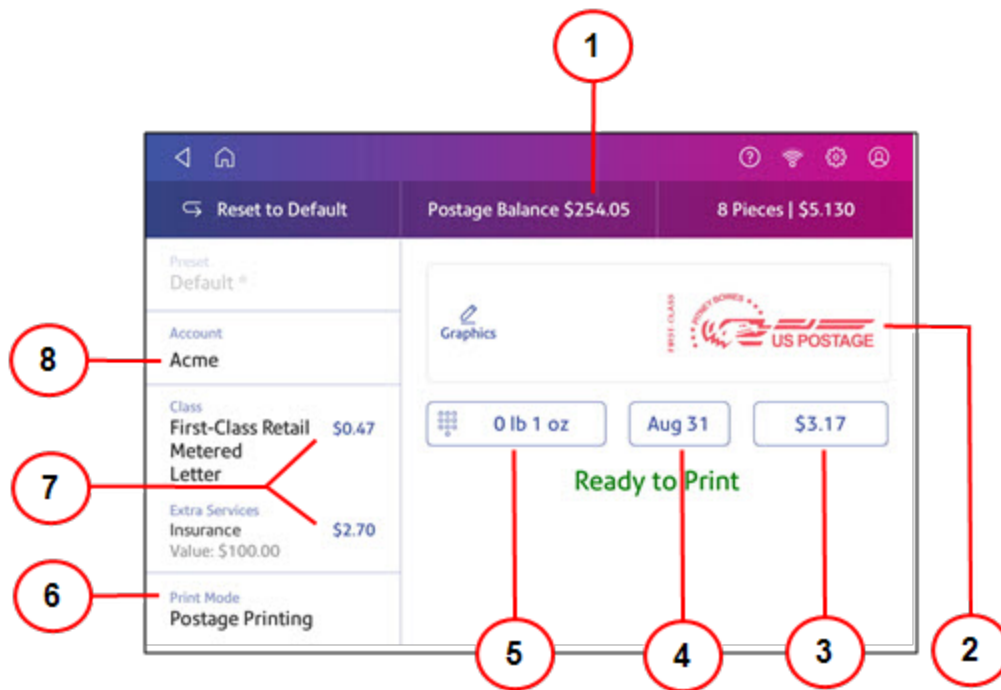 1
Reset to Default
Postage Balance $254.05
8 Pieces | $5.130
Preset
Default *
Graphics
FIRST-CLASS
PITNEY BOWES
US POSTAGE
2
8
Account
Acme
Class
First-Class Retail $0.47
Metered
Letter
7
Extra Services
Insurance $2.70
Value: $100.00
0 lb 1 oz
Aug 31
$3.17
Ready to Print
6
Print Mode
Postage Printing
5
4
3